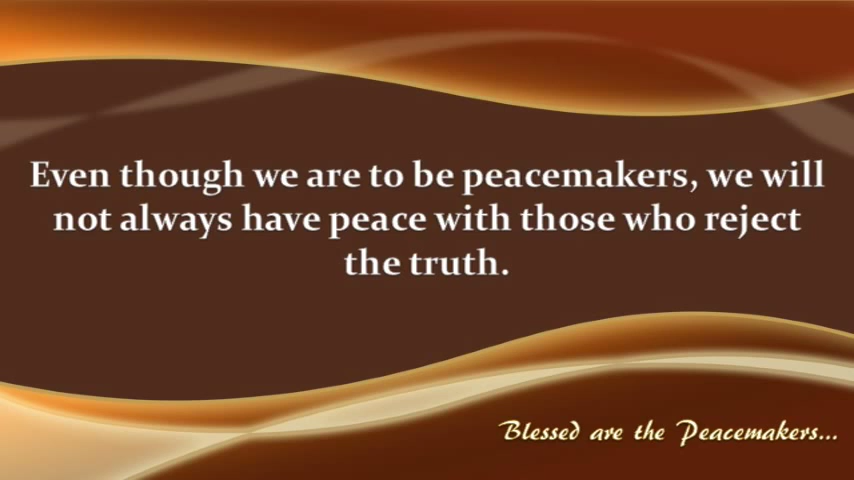 Even though we are to be peacemakers, we will
not always have peace with those who reject
the truth.
Blessed are the Peacemakers...